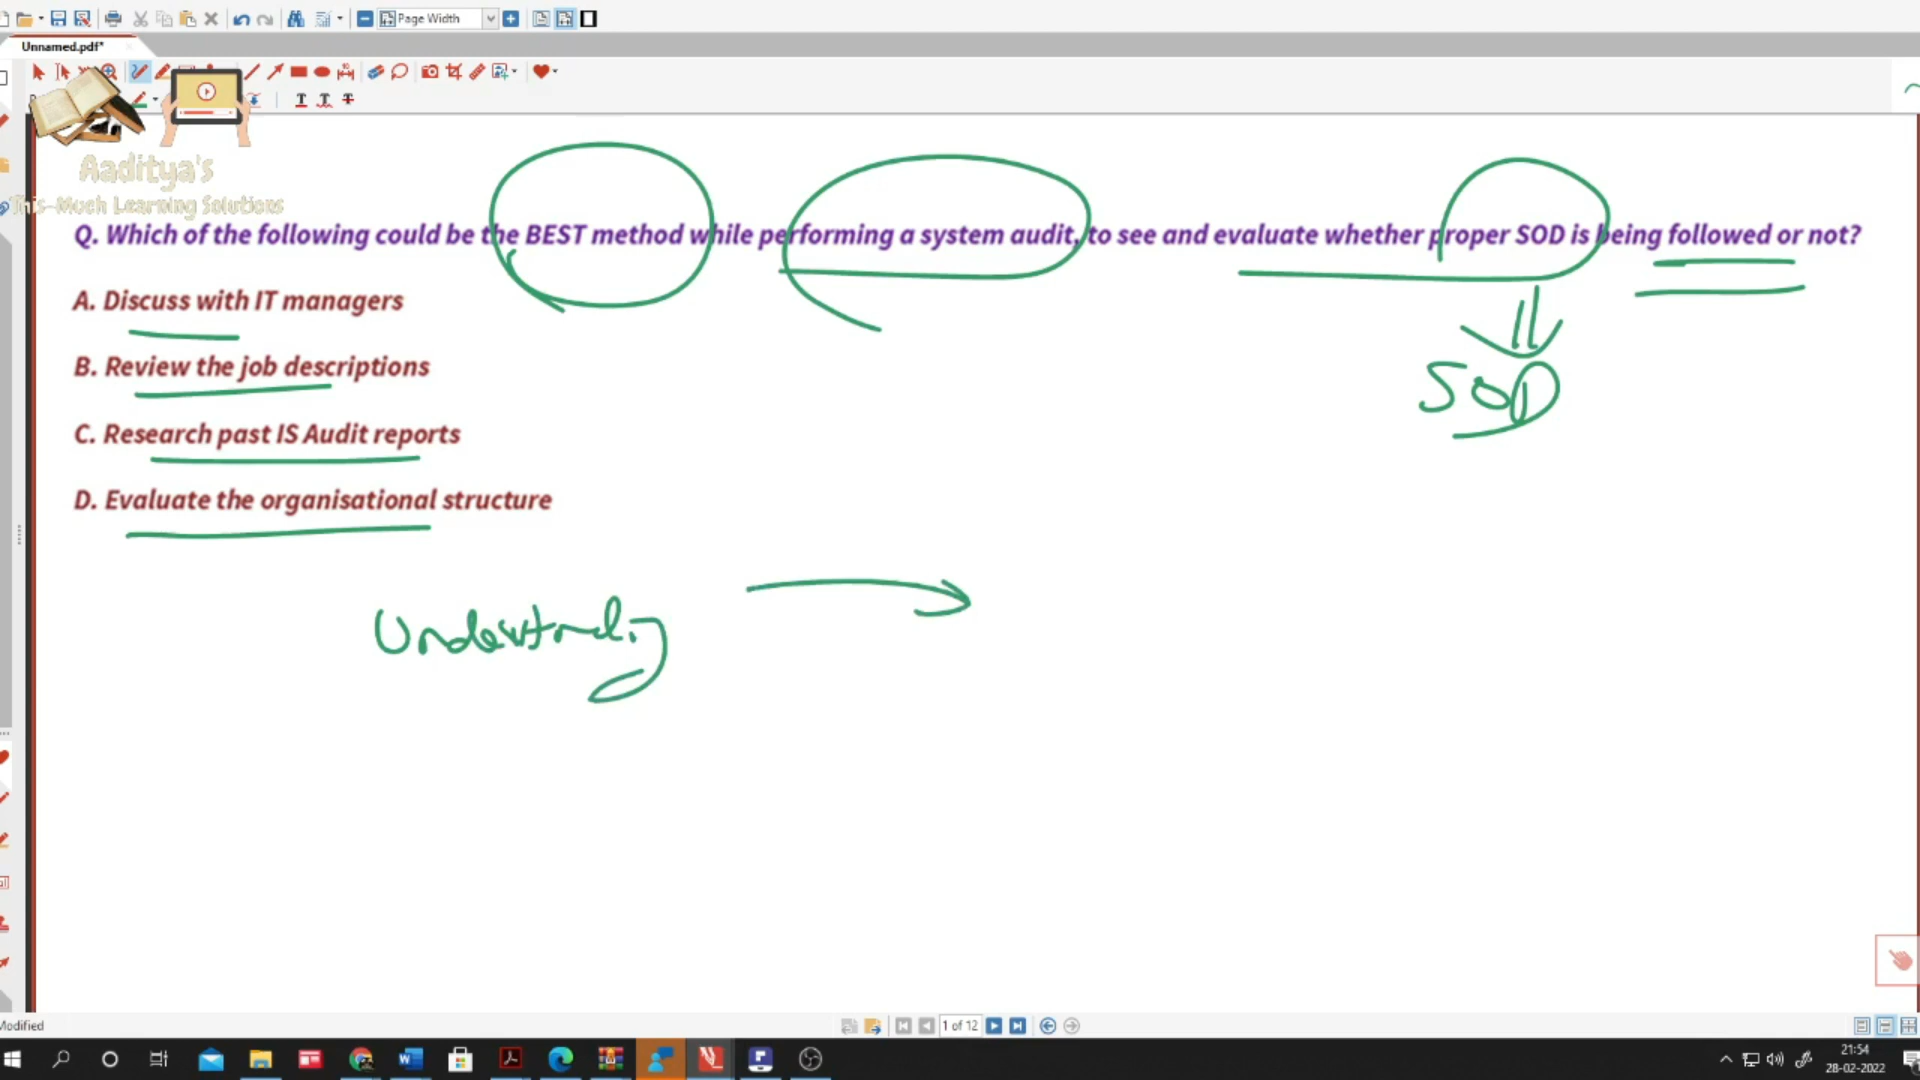 Page Width
Unnamed.pdf*
Aaditya's
This-Much Learning Solutions
Q. Which of the following could be the BEST method while performing a system audit, to see and evaluate whether proper SOD is being followed or not?
A. Discuss with IT managers
B. Review the job descriptions
C. Research past IS Audit reports
D. Evaluate the organisational structure
SOD
Understanding
Modified
1 of 12
21:54
28-02-2022